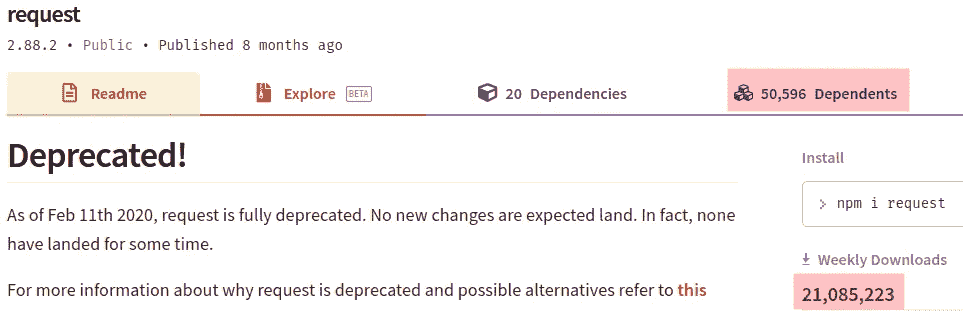 request
2.88.2 • Public • Published 8 months ago
Readme
Explore BETA
20 Dependencies
50,596 Dependents
Deprecated!
As of Feb 11th 2020, request is fully deprecated. No new changes are expected land. In fact, none
have landed for some time.
For more information about why request is deprecated and possible alternatives refer to this
Install
> npm i request
Weekly Downloads
21,085,223